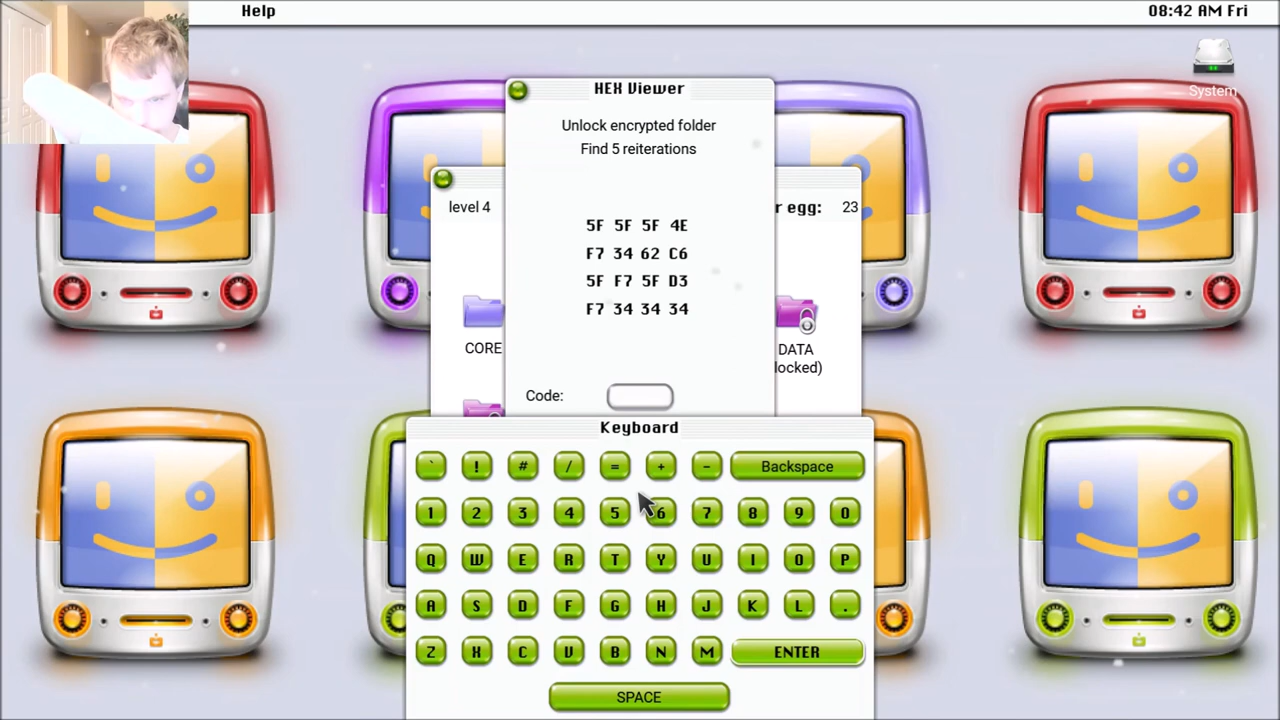 Help
08:42 AM Fri
System
HEX Viewer
Unlock encrypted folder
Find 5 reiterations
level 4
r egg: 23
5F 5F 5F 4E
F7 34 62 C6
5F F7 5F D3
F7 34 34 34
CORE
DATA
locked)
Code:
Keyboard
` ! # / = + - Backspace
1 2 3 4 5 6 7 8 9 0
Q W E R T Y U I O P
A S D F G H J K L .
Z X C V B N M ENTER
SPACE